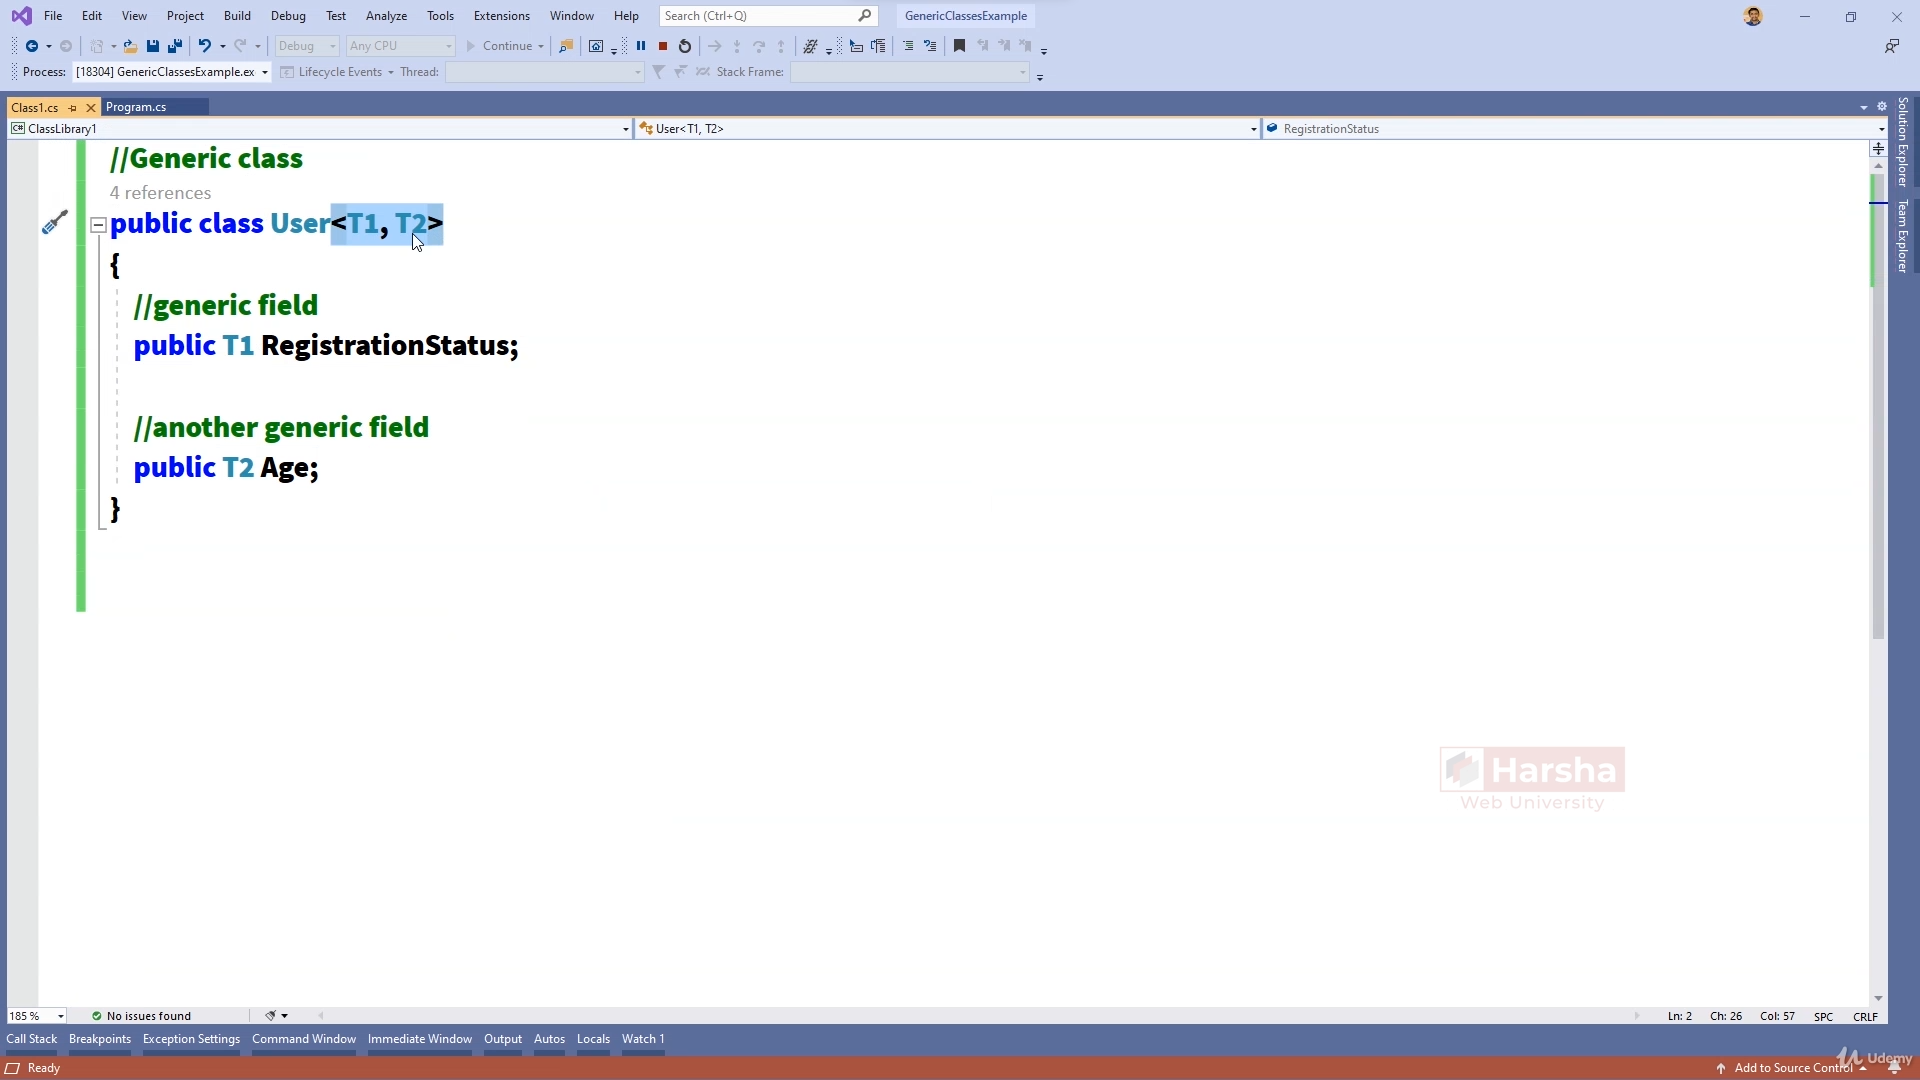 File Edit View Project Build Debug Test Analyze Tools Extensions Window Help Search (Ctrl+Q) GenericClassesExample
Debug Any CPU Continue
Process: [18304] GenericClassesExample.ex Lifecycle Events Thread: Stack Frame:
Class1.cs Program.cs
C# ClassLibrary1 User<T1, T2> RegistrationStatus
//Generic class
4 references
public class User<T1, T2>
{
//generic field
public T1 RegistrationStatus;
//another generic field
public T2 Age;
}
Solution Explorer
Team Explorer
Harsha
Web University
185 % No issues found Ln: 2 Ch: 26 Col: 57 SPC CRLF
Call Stack Breakpoints Exception Settings Command Window Immediate Window Output Autos Locals Watch 1
Ready Add to Source Control
Udemy